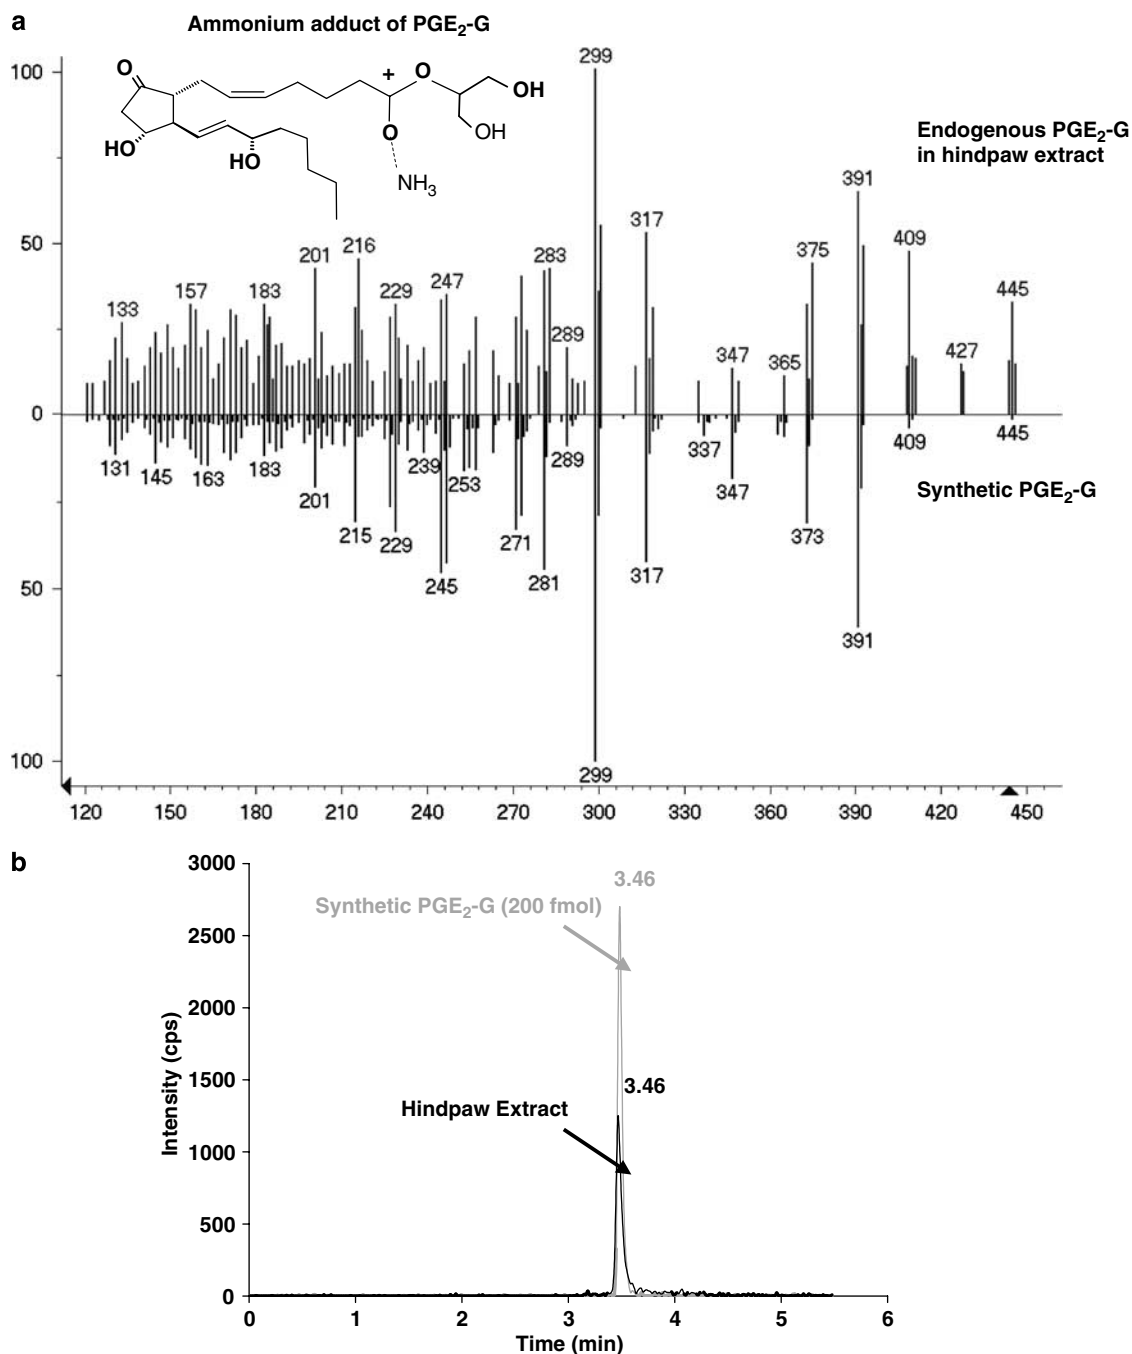 a
Ammonium adduct of PGE₂-G
O
+
O
OH
O
OH
HO
HO
NH₃
Endogenous PGE₂-G
in hindpaw extract
100
50
0
50
100
299
391
317
409
375
216
201
283
247
445
133
157
183
229
289
347
365
427
131
145
163
183
201
215
229
239
245
253
271
281
289
299
317
337
347
373
391
409
445
Synthetic PGE₂-G
120 150 180 210 240 270 300 330 360 390 420 450
b
3000
2500
2000
1500
1000
500
0
Intensity (cps)
3.46
Synthetic PGE₂-G (200 fmol)
3.46
Hindpaw Extract
0 1 2 3 4 5 6
Time (min)